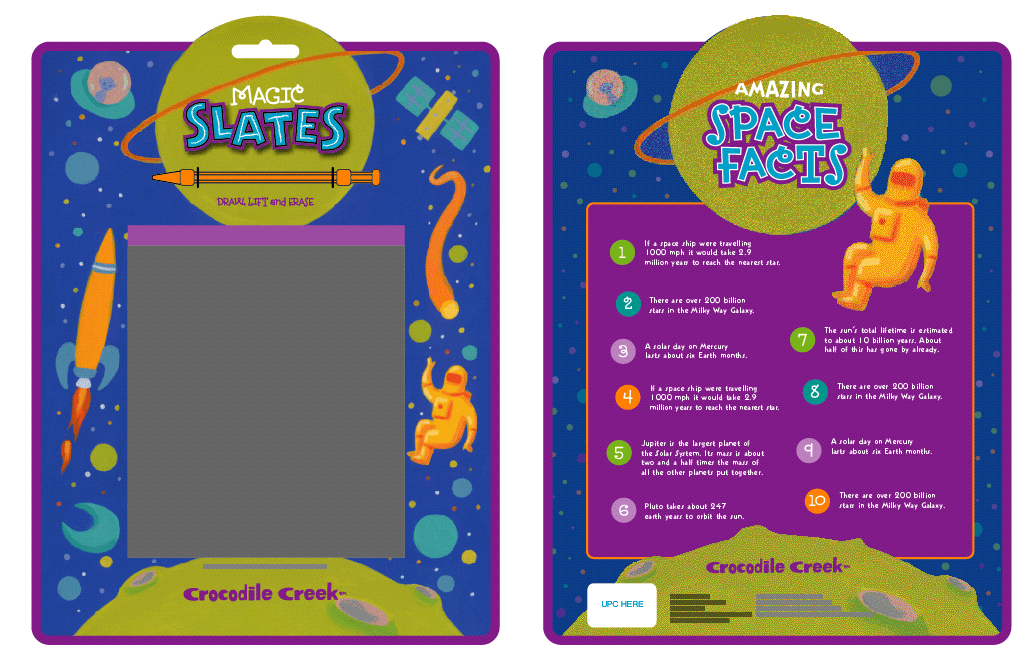 MAGIC
SLATES
DRAW, LIFT and ERASE
Crocodile Creek™
AMAZING
SPACE
FACTS
1
If a space ship were travelling
1000 mph it would take 2.9
million years to reach the nearest star.
2
There are over 200 billion
stars in the Milky Way Galaxy.
3
A solar day on Mercury
lasts about six Earth months.
4
If a space ship were travelling
1000 mph it would take 2.9
million years to reach the nearest star.
5
Jupiter is the largest planet of
the Solar System. Its mass is about
two and a half times the mass of
all the other planets put together.
6
Pluto takes about 247
earth years to orbit the sun.
7
The sun's total lifetime is estimated
to about 10 billion years. About
half of this has gone by already.
8
There are over 200 billion
stars in the Milky Way Galaxy.
9
A solar day on Mercury
lasts about six Earth months.
10
There are over 200 billion
stars in the Milky Way Galaxy.
Crocodile Creek™
UPC HERE